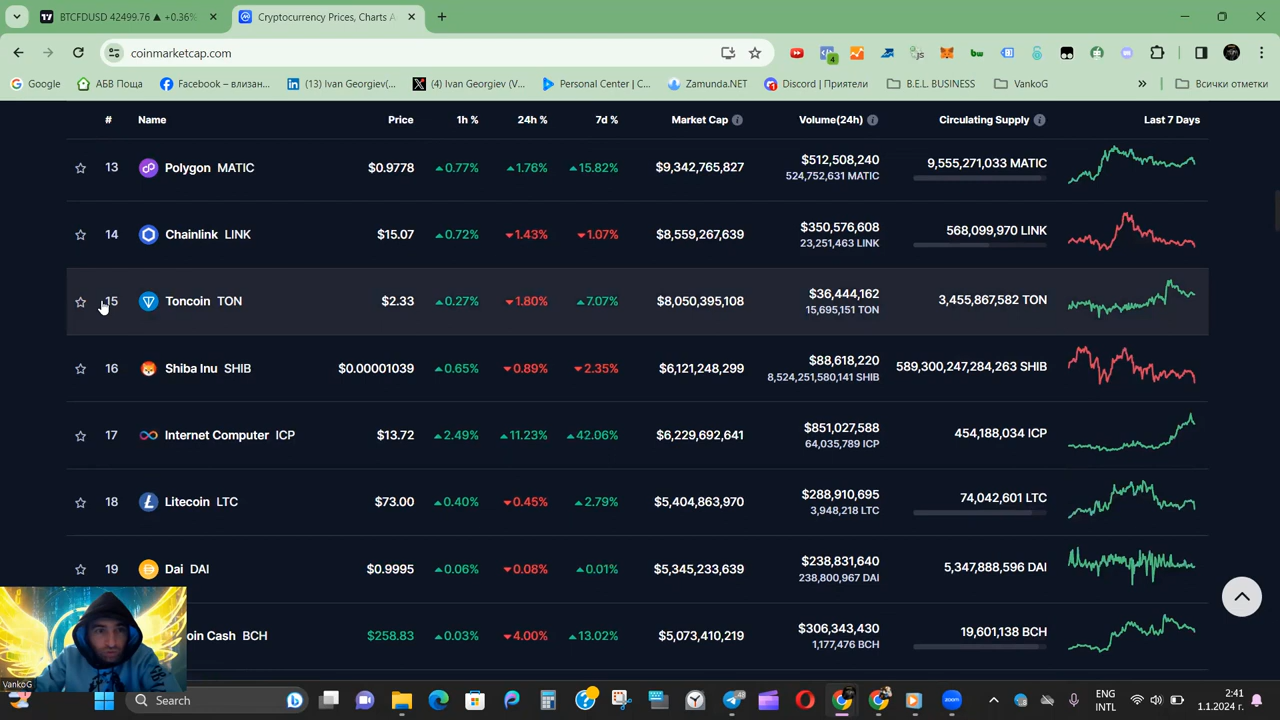 BTCFDUSD 42499.76 ▲ +0.36%
Cryptocurrency Prices, Charts A
coinmarketcap.com
4
Google
АБВ Поща
Facebook – влизан...
(13) Ivan Georgiev(...
(4) Ivan Georgiev (V...
Personal Center | C...
Zamunda.NET
Discord | Приятели
B.E.L. BUSINESS
VankoG
Всички отметки
# Name Price 1h % 24h % 7d % Market Cap Volume(24h) Circulating Supply Last 7 Days
13 Polygon MATIC $0.9778 0.77% 1.76% 15.82% $9,342,765,827 $512,508,240 9,555,271,033 MATIC
524,752,631 MATIC
14 Chainlink LINK $15.07 0.72% 1.43% 1.07% $8,559,267,639 $350,576,608 568,099,970 LINK
23,251,463 LINK
15 Toncoin TON $2.33 0.27% 1.80% 7.07% $8,050,395,108 $36,444,162 3,455,867,582 TON
15,695,151 TON
16 Shiba Inu SHIB $0.00001039 0.65% 0.89% 2.35% $6,121,248,299 $88,618,220 589,300,247,284,263 SHIB
8,524,251,580,141 SHIB
17 Internet Computer ICP $13.72 2.49% 11.23% 42.06% $6,229,692,641 $851,027,588 454,188,034 ICP
64,035,789 ICP
18 Litecoin LTC $73.00 0.40% 0.45% 2.79% $5,404,863,970 $288,910,695 74,042,601 LTC
3,948,218 LTC
19 Dai DAI $0.9995 0.06% 0.08% 0.01% $5,345,233,639 $238,831,640 5,347,888,596 DAI
238,800,967 DAI
oin Cash BCH $258.83 0.03% 4.00% 13.02% $5,073,410,219 $306,343,430 19,601,138 BCH
1,177,476 BCH
VankoG
Search
ENG
INTL
2:41
1.1.2024 г.